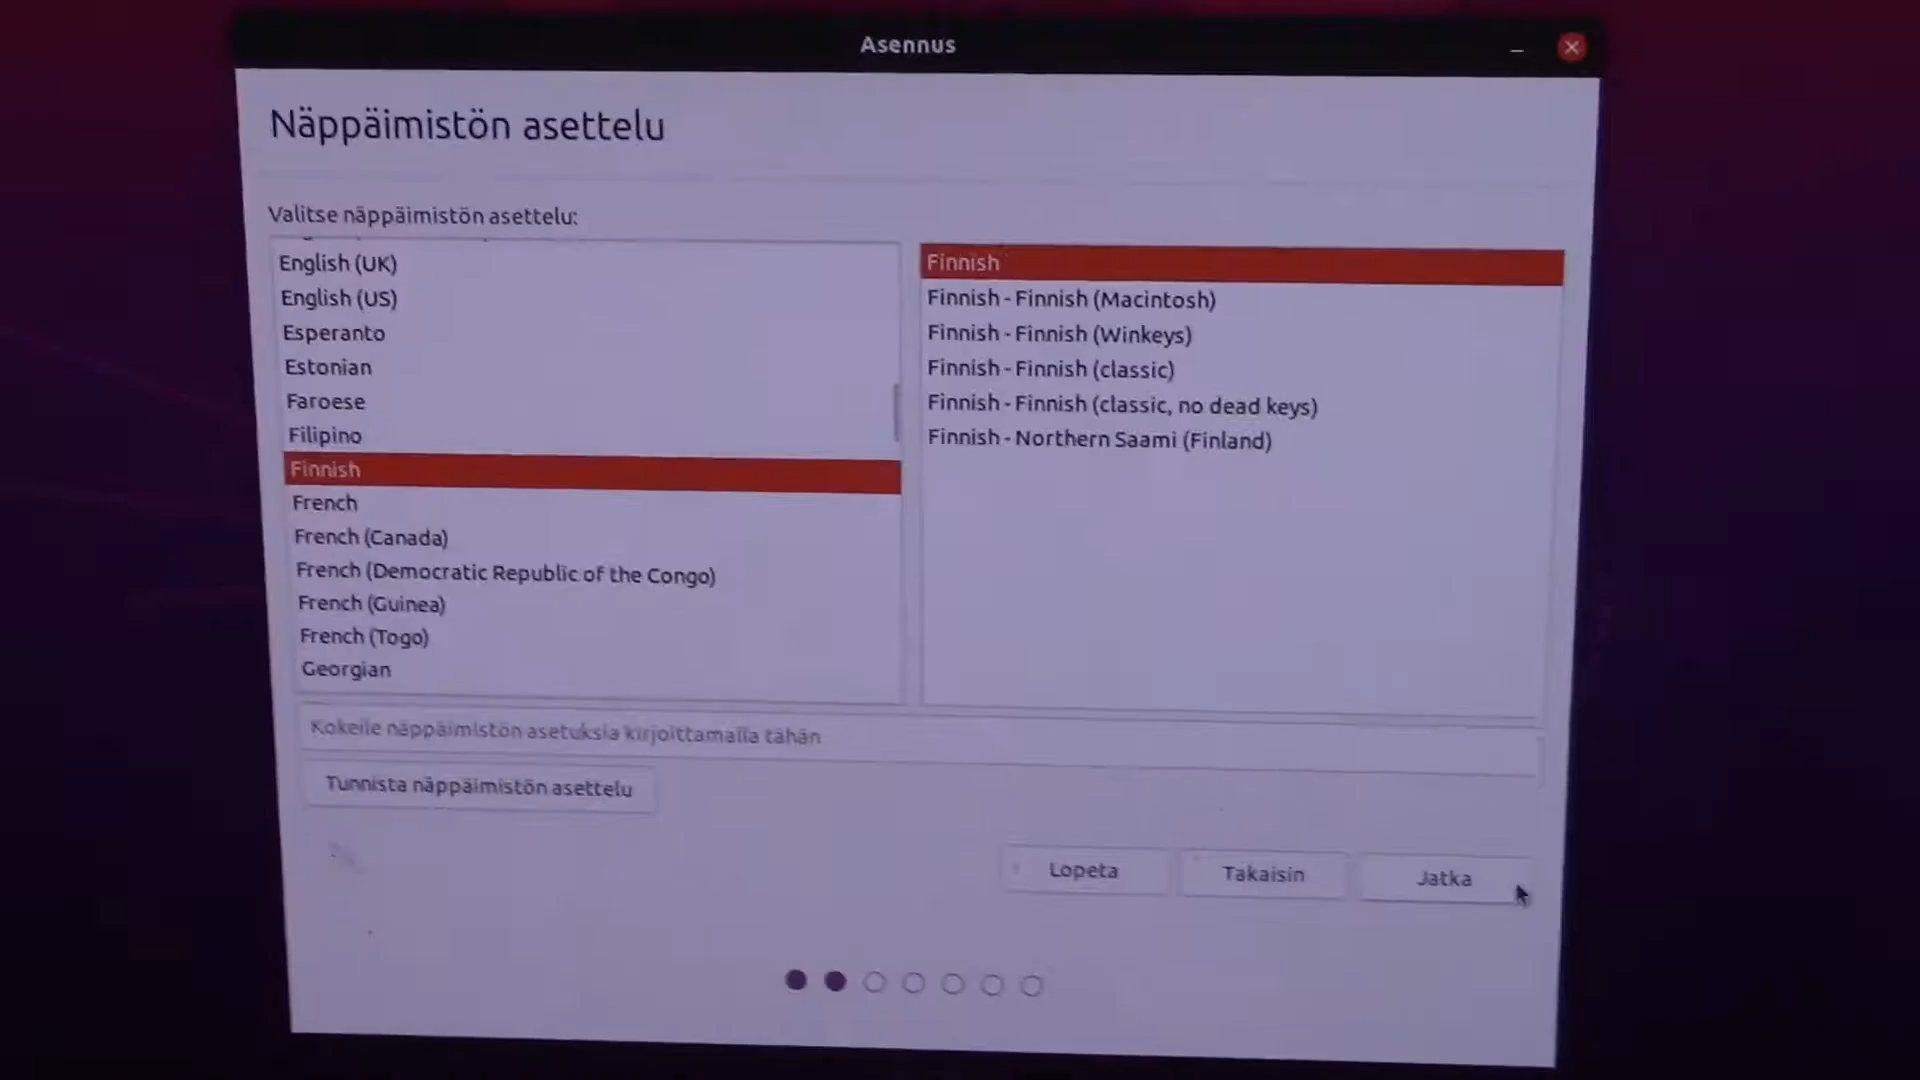 Asennus
Näppäimistön asettelu
Valitse näppäimistön asettelu:
English (UK)
English (US)
Esperanto
Estonian
Faroese
Filipino
Finnish
French
French (Canada)
French (Democratic Republic of the Congo)
French (Guinea)
French (Togo)
Georgian
Finnish
Finnish - Finnish (Macintosh)
Finnish - Finnish (Winkeys)
Finnish - Finnish (classic)
Finnish - Finnish (classic, no dead keys)
Finnish - Northern Saami (Finland)
Kokeile näppäimistön asetuksia kirjoittamalla tähän
Tunnista näppäimistön asettelu
Lopeta
Takaisin
Jatka